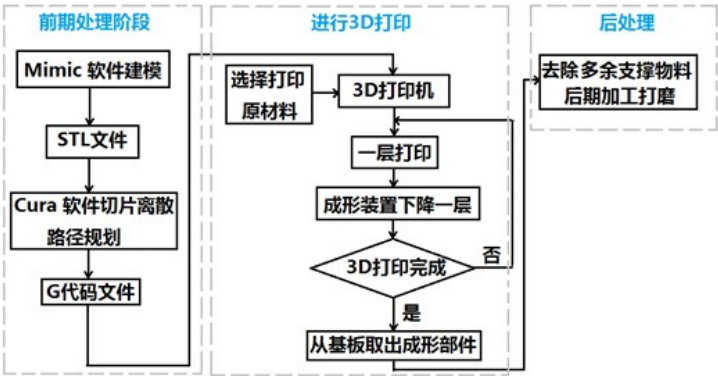 前期处理阶段
Mimic 软件建模
STL文件
Cura 软件切片离散
路径规划
G代码文件
进行3D打印
选择打印
原材料
3D打印机
一层打印
成形装置下降一层
3D打印完成
否
是
从基板取出成形部件
后处理
去除多余支撑物料
后期加工打磨